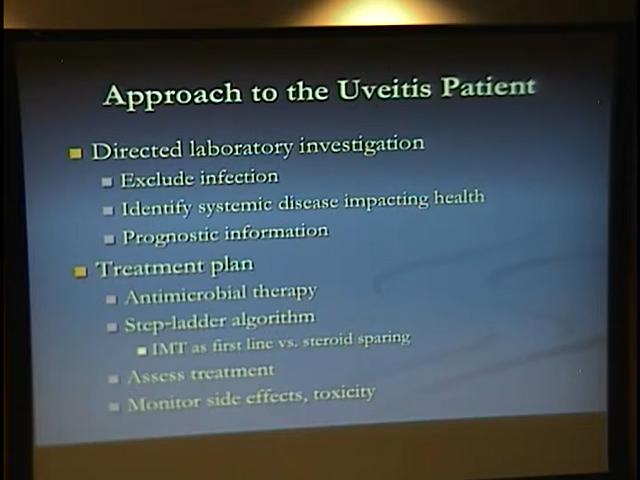 Approach to the Uveitis Patient
Directed laboratory investigation
Exclude infection
Identify systemic disease impacting health
Prognostic information
Treatment plan
Antimicrobial therapy
Step-ladder algorithm
IMT as first line vs. steroid sparing
Assess treatment
Monitor side effects, toxicity